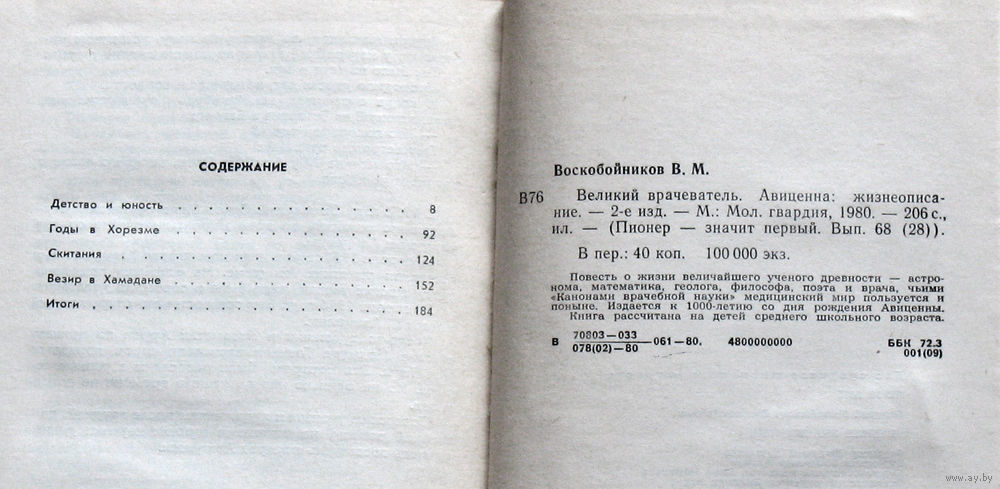 СОДЕРЖАНИЕ
Детство и юность . . . . . . . . . . . . . . 8
Годы в Хорезме . . . . . . . . . . . . . . 92
Скитания . . . . . . . . . . . . . . . . 124
Везир в Хамадане . . . . . . . . . . . . . 152
Итоги . . . . . . . . . . . . . . . . . 184
Воскобойников В. М.
В76 Великий врачеватель. Авиценна: жизнеописа-
ние. — 2-е изд. — М.: Мол. гвардия, 1980. — 206 с.,
ил. — (Пионер — значит первый. Вып. 68 (28)).
В пер.: 40 коп. 100 000 экз.
Повесть о жизни величайшего ученого древности — астро-
нома, математика, геолога, философа, поэта и врача, чьими
«Канонами врачебной науки» медицинский мир пользуется и
поныне. Издается к 1000-летию со дня рождения Авиценны.
Книга рассчитана на детей среднего школьного возраста.
В 70803—033
078(02)—80 —061—80. 4800000000 ББК 72.3
001(09)
www.ay.by